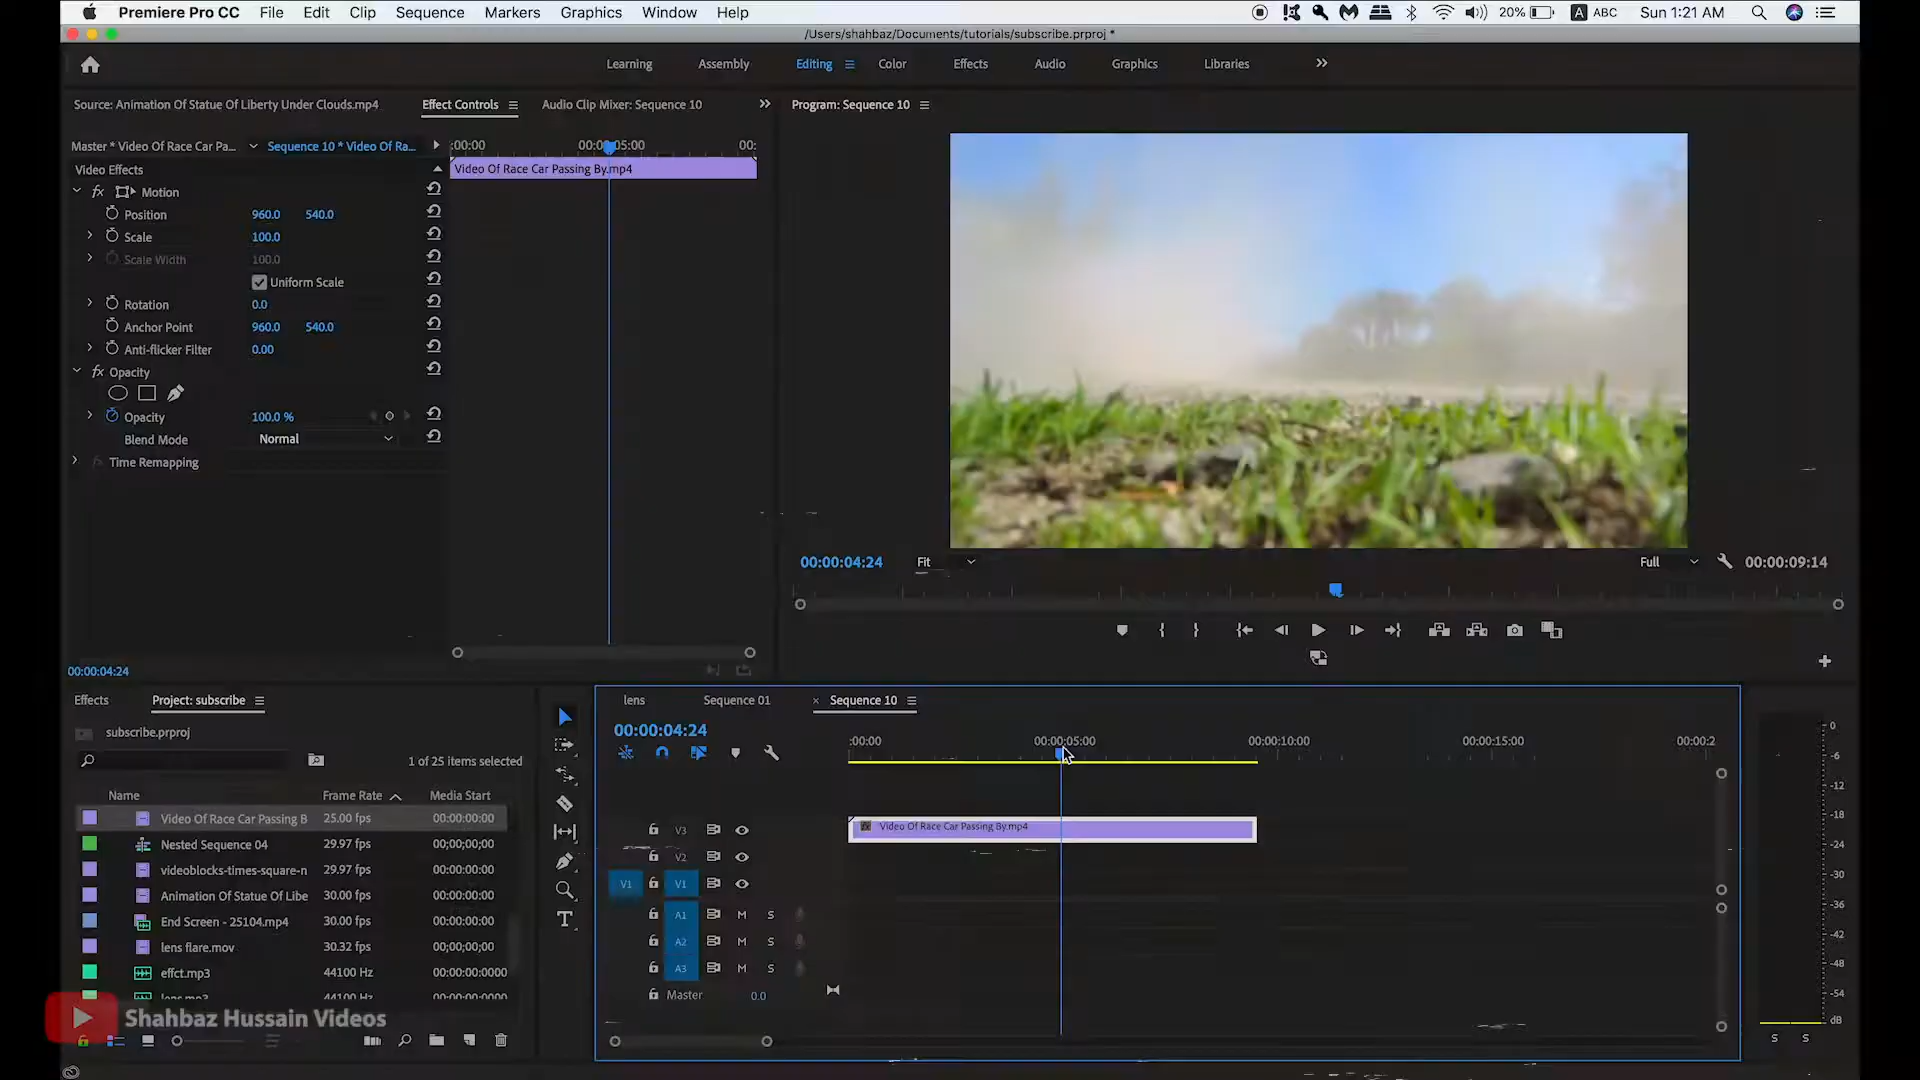 Premiere Pro CC File Edit Clip Sequence Markers Graphics Window Help 20% A ABC Sun 1:21 AM
/Users/shahbaz/Documents/tutorials/subscribe.prproj *
Learning Assembly Editing Color Effects Audio Graphics Libraries
Source: Animation Of Statue Of Liberty Under Clouds.mp4 Effect Controls Audio Clip Mixer: Sequence 10 Program: Sequence 10
Master * Video Of Race Car Pa... Sequence 10 * Video Of Ra... :00:00 00:00:05:00 00:
Video Effects Video Of Race Car Passing By.mp4
fx Motion
Position 960.0 540.0
Scale 100.0
Scale Width 100.0
Uniform Scale
Rotation 0.0
Anchor Point 960.0 540.0
Anti-flicker Filter 0.00
fx Opacity
Opacity 100.0 %
Blend Mode Normal
fx Time Remapping
00:00:04:24 Fit Full 00:00:09:14
00:00:04:24
Effects Project: subscribe lens Sequence 01 × Sequence 10
subscribe.prproj 00:00:04:24
1 of 25 items selected :00:00 00:00:05:00 00:00:10:00 00:00:15:00 00:00:2
Name Frame Rate Media Start
Video Of Race Car Passing B 25.00 fps 00:00:00:00
Nested Sequence 04 29.97 fps 00;00;00;00
videoblocks-times-square-n 29.97 fps 00:00:00:00
Animation Of Statue Of Libe 30.00 fps 00:00:00:00
End Screen - 25104.mp4 30.00 fps 00:00:00:00
lens flare.mov 30.32 fps 00;00;00;00
effct.mp3 44100 Hz 00:00:00:0000
lens.mp3 44100 Hz 00:00:00:0000
T
V3 fx Video Of Race Car Passing By.mp4
V2
V1 V1
A1 M S
A2 M S
A3 M S
Master 0.0
0
-6
-12
-18
-24
-30
-36
-42
-48
-54
dB
S S
Shahbaz Hussain Videos